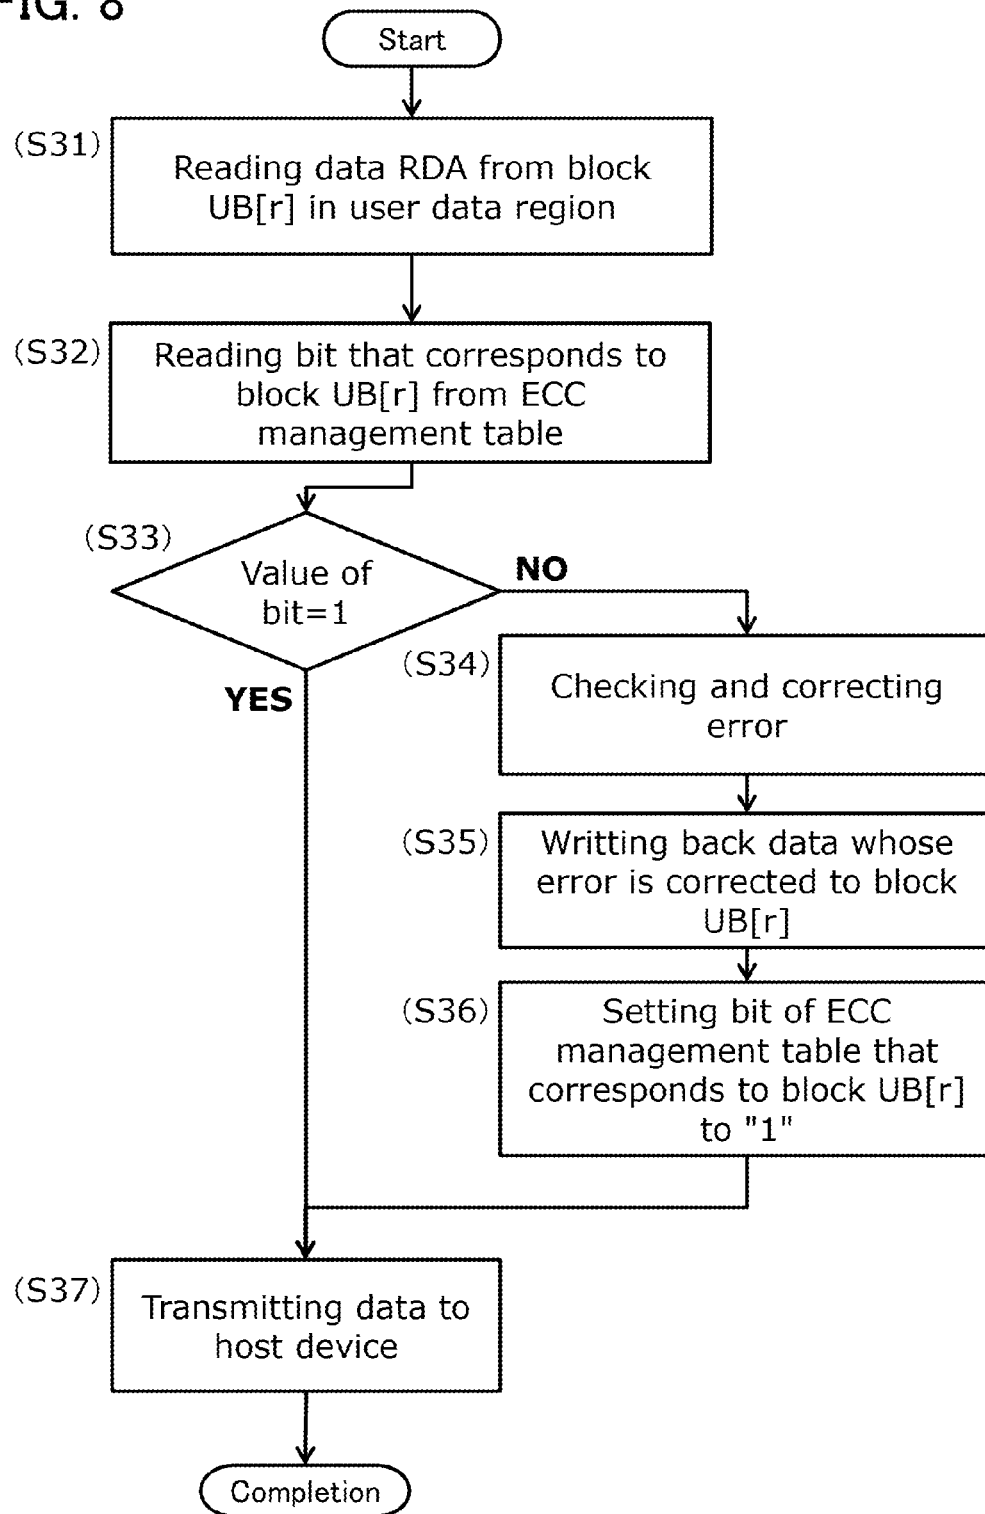 FIG. 8
Start
(S31)
Reading data RDA from block
UB[r] in user data region
(S32)
Reading bit that corresponds to
block UB[r] from ECC
management table
(S33)
Value of
bit=1
NO
YES
(S34)
Checking and correcting
error
(S35)
Writting back data whose
error is corrected to block
UB[r]
(S36)
Setting bit of ECC
management table that
corresponds to block UB[r]
to "1"
(S37)
Transmitting data to
host device
Completion